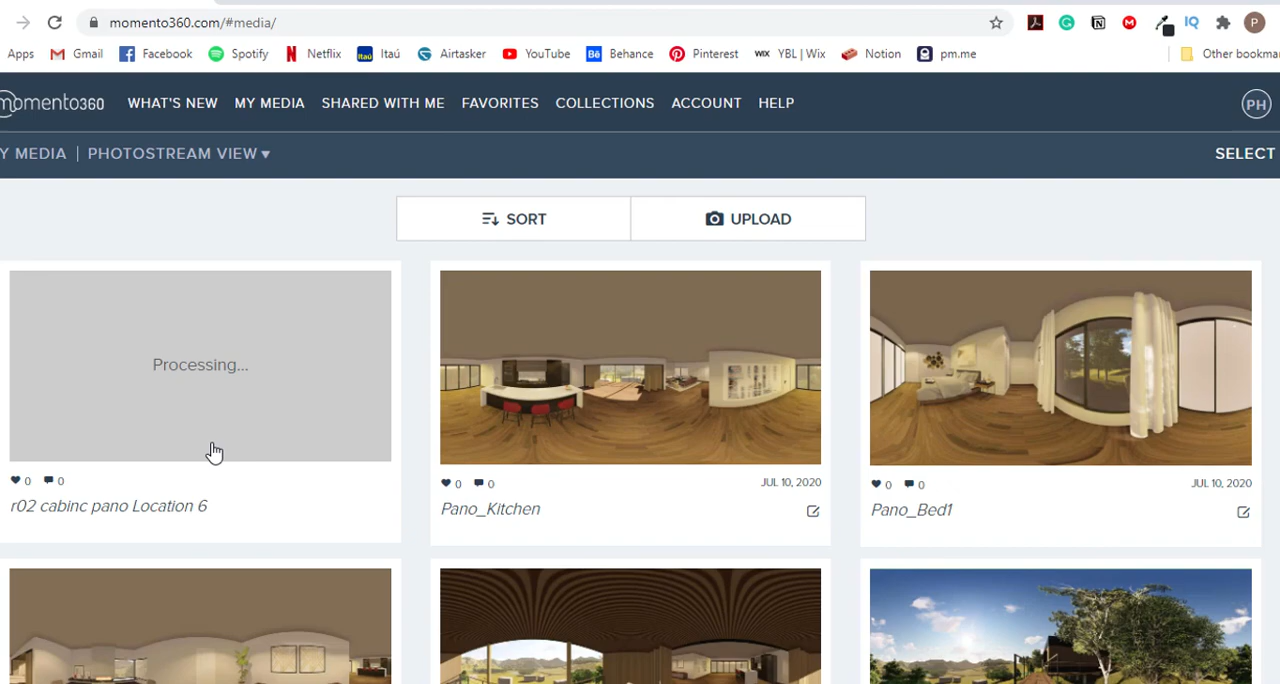 momento360.com/#media/
IQ
P
Apps Gmail Facebook Spotify Netflix Itaú Airtasker YouTube Behance Pinterest WIX YBL | Wix Notion pm.me Other bookma
momento360 WHAT'S NEW MY MEDIA SHARED WITH ME FAVORITES COLLECTIONS ACCOUNT HELP PH
Y MEDIA | PHOTOSTREAM VIEW ▾ SELECT
SORT UPLOAD
Processing...
0 0
r02 cabinc pano Location 6
0 0 JUL 10, 2020
Pano_Kitchen
0 0 JUL 10, 2020
Pano_Bed1